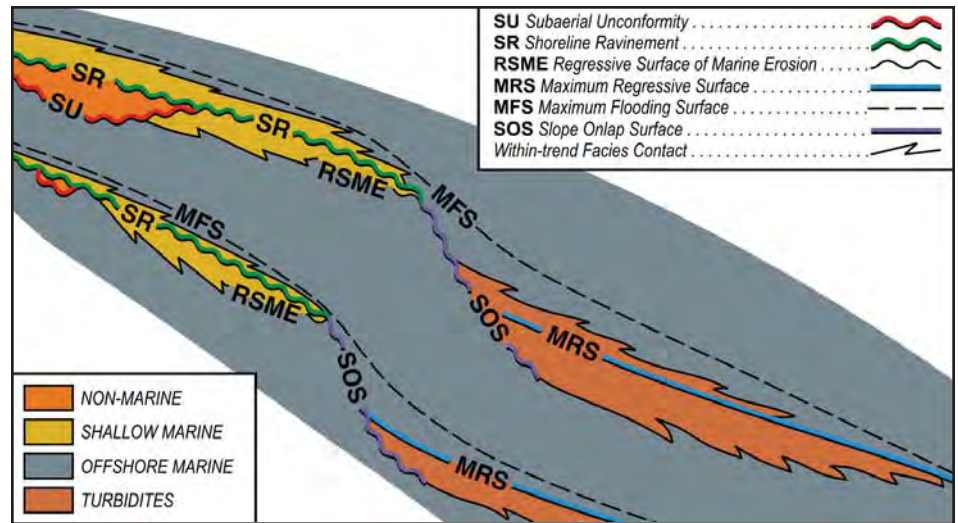 SU Subaerial Unconformity
SR Shoreline Ravinement
RSME Regressive Surface of Marine Erosion
MRS Maximum Regressive Surface
MFS Maximum Flooding Surface
SOS Slope Onlap Surface
Within-trend Facies Contact
SR
SU
SR
RSME
MFS
SR
MFS
RSME
SOS
MRS
SOS
MRS
NON-MARINE
SHALLOW MARINE
OFFSHORE MARINE
TURBIDITES